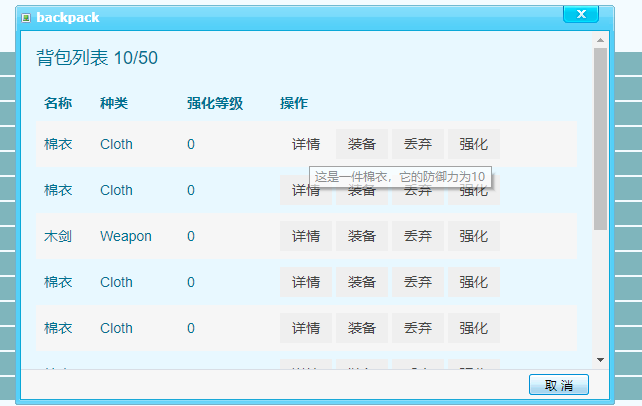 backpack
背包列表 10/50
名称 种类 强化等级 操作
棉衣 Cloth 0 详情 装备 丢弃 强化
这是一件棉衣，它的防御力为10
棉衣 Cloth 0 详情 装备 丢弃 强化
木剑 Weapon 0 详情 装备 丢弃 强化
棉衣 Cloth 0 详情 装备 丢弃 强化
棉衣 Cloth 0 详情 装备 丢弃 强化
取 消